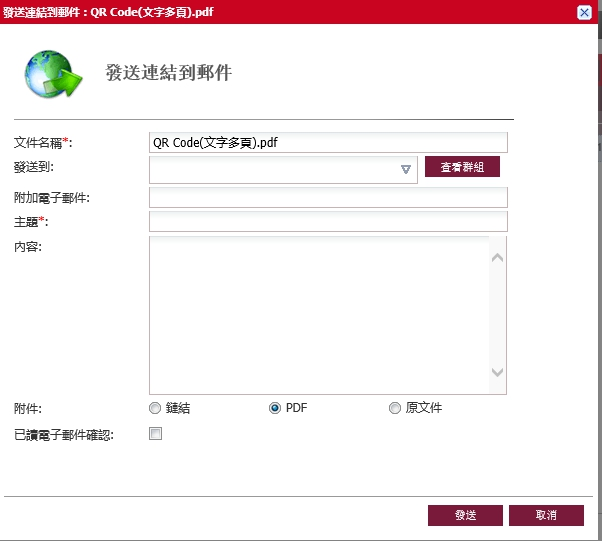 發送連結到郵件 : QR Code(文字多頁).pdf
發送連結到郵件
文件名稱*: QR Code(文字多頁).pdf
發送到: 查看群組
附加電子郵件:
主題*:
內容:
附件: 鏈結 PDF 原文件
已讀電子郵件確認:
發送 取消